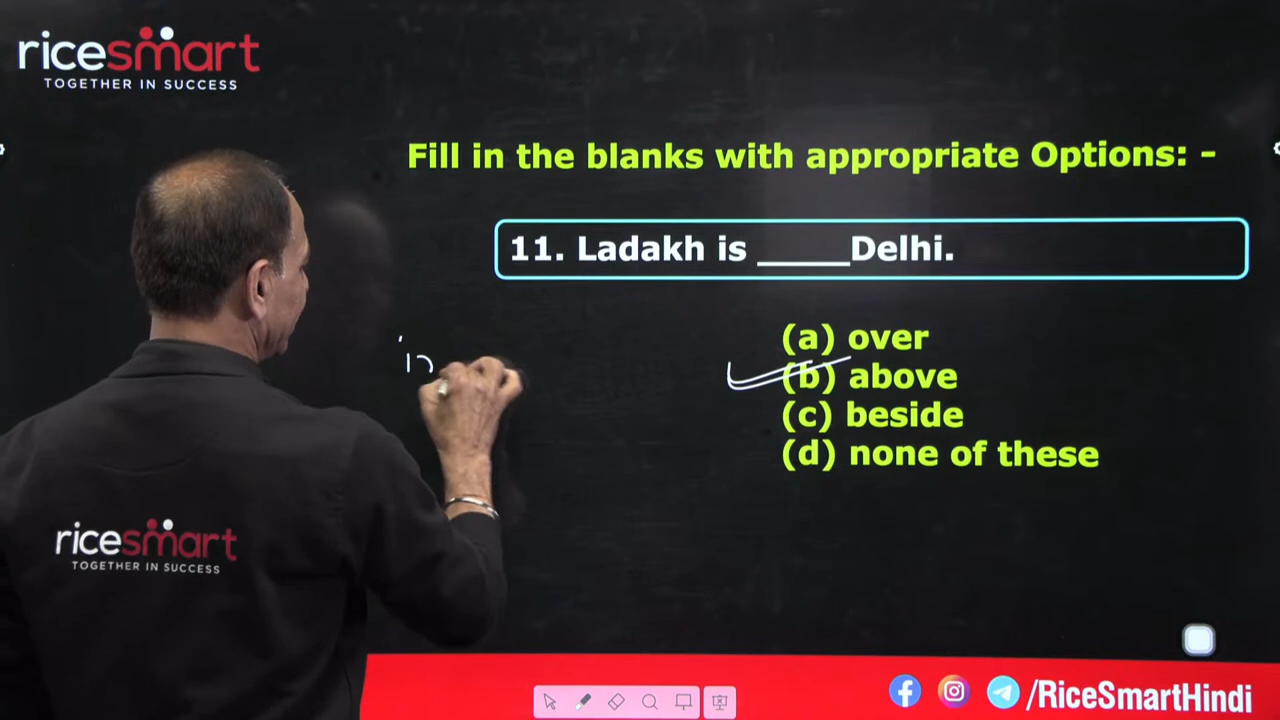 ricesmart
TOGETHER IN SUCCESS
Fill in the blanks with appropriate Options: -
11. Ladakh is _____Delhi.
(a) over
(b) above
(c) beside
(d) none of these
in
ricesmart
TOGETHER IN SUCCESS
/RiceSmartHindi